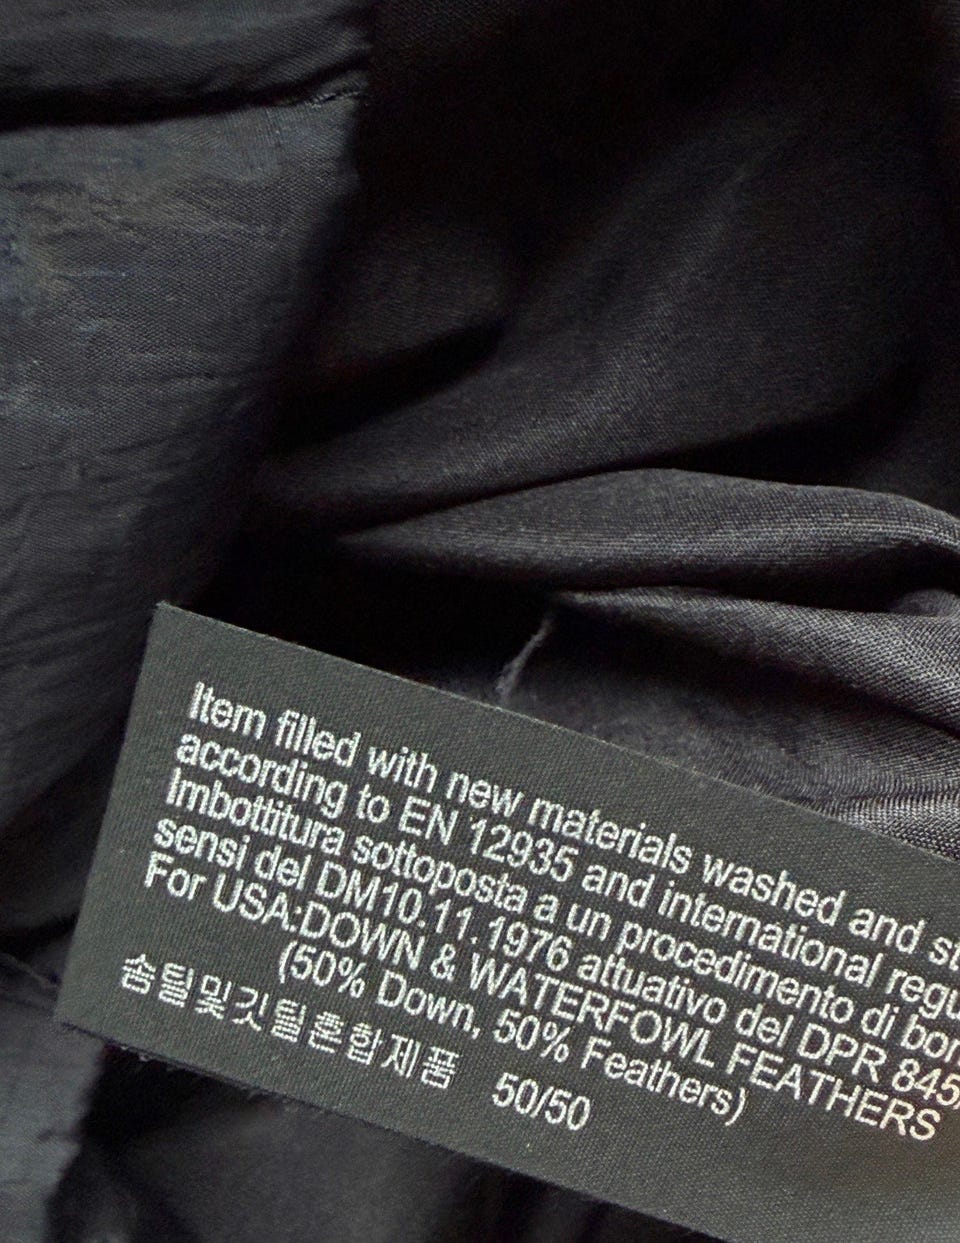 Item filled with new materials washed and st
according to EN 12935 and international regu
Imbottitura sottoposta a un procedimento di bon
sensi del DM10.11.1976 attuativo del DPR 845
For USA:DOWN & WATERFOWL FEATHERS
(50% Down, 50% Feathers)
솜털및깃털혼합제품 50/50